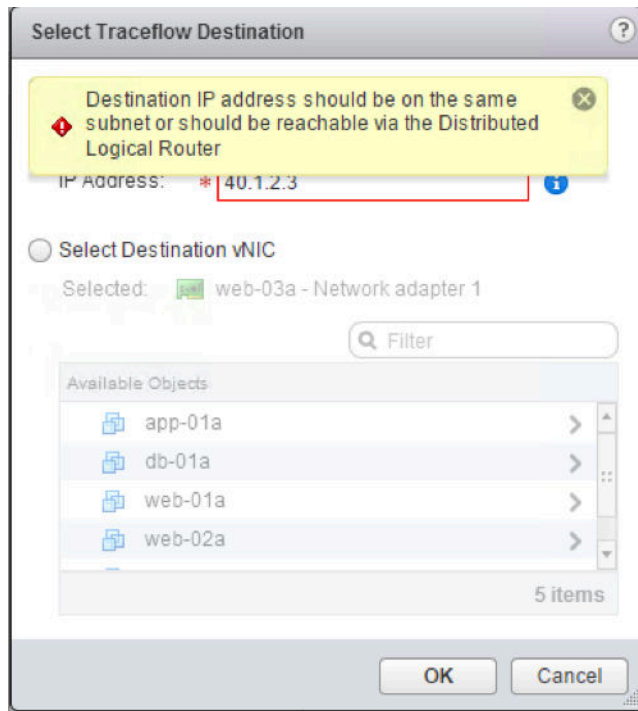 Select Traceflow Destination
?
Destination IP address should be on the same
subnet or should be reachable via the Distributed
Logical Router
IP Address: * 40.1.2.3
Select Destination vNIC
Selected: web-03a - Network adapter 1
Filter
Available Objects
app-01a
db-01a
web-01a
web-02a
5 items
OK Cancel